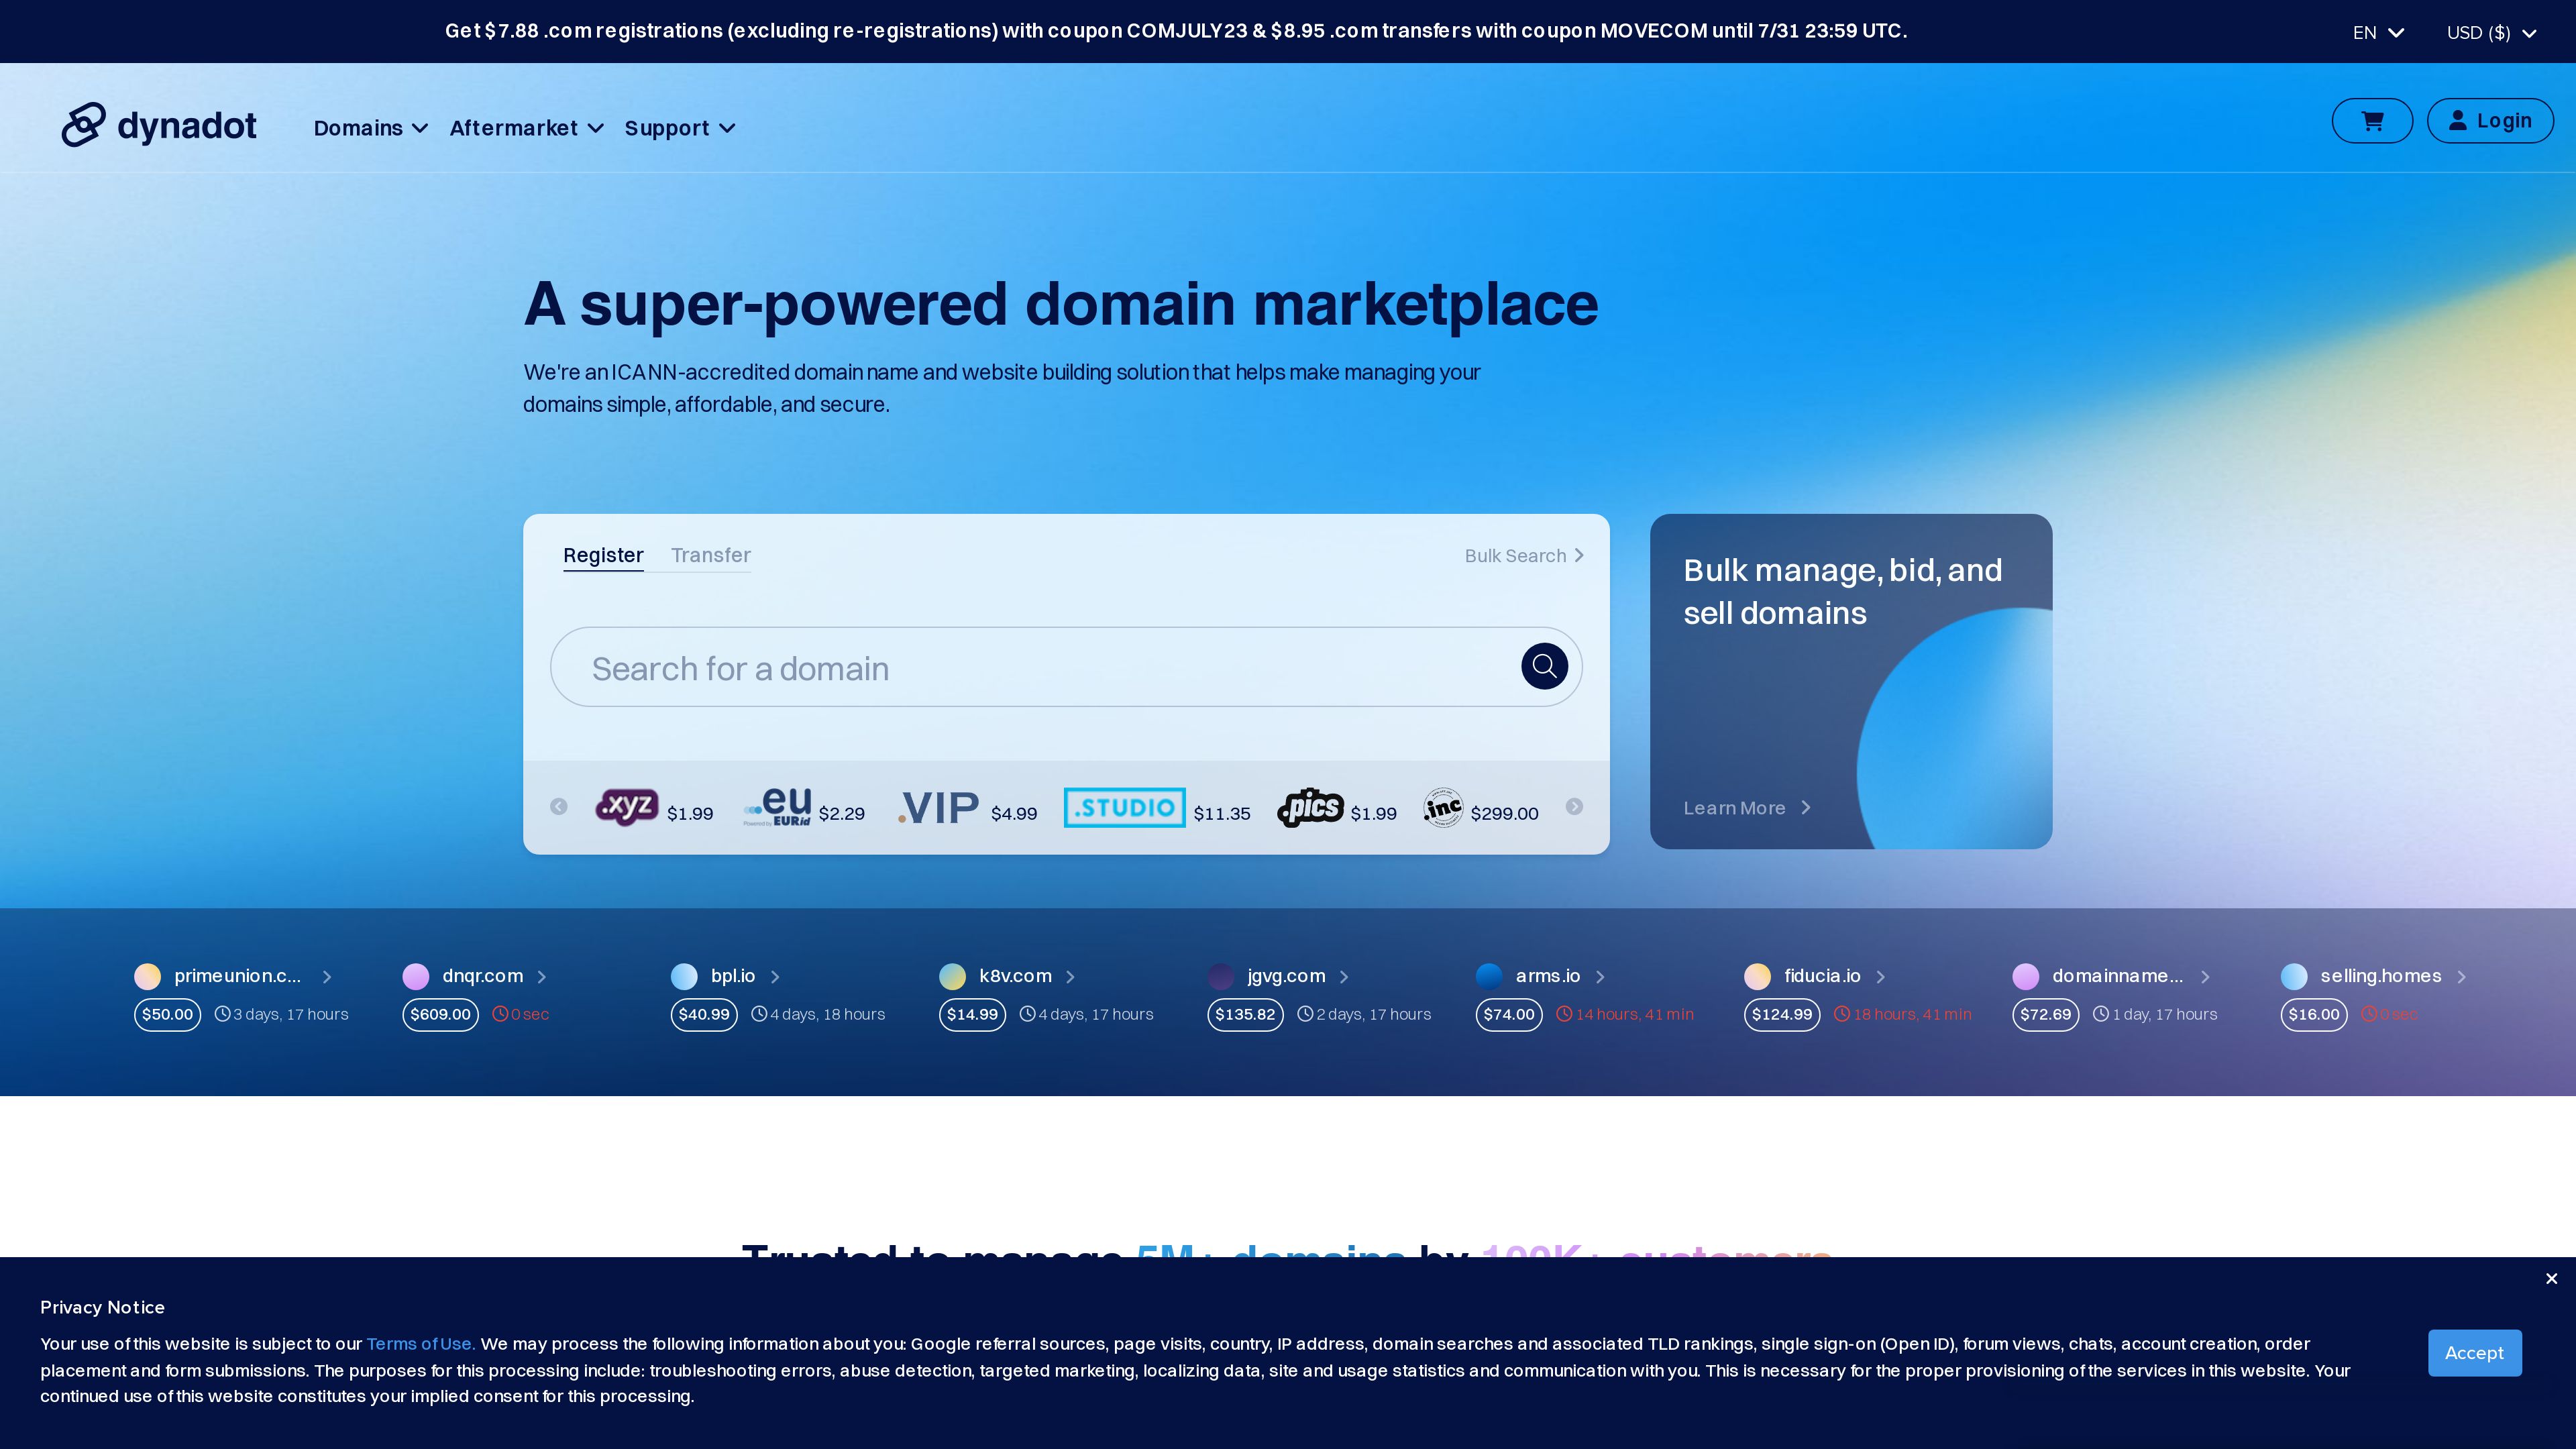 Get $7.88 .com registrations (excluding re-registrations) with coupon COMJULY23 & $8.95 .com transfers with coupon MOVECOM until 7/31 23:59 UTC.
EN
USD ($)
dynadot
Domains
Aftermarket
Support
Login
A super-powered domain marketplace
We're an ICANN-accredited domain name and website building solution that helps make managing your
domains simple, affordable, and secure.
Register
Transfer
Bulk Search
Search for a domain
.xyz $1.99
.eu Powered by EURid $2.29
.VIP $4.99
.STUDIO $11.35
.pics $1.99
.inc $299.00
Bulk manage, bid, and
sell domains
Learn More
primeunion.c...
$50.00 3 days, 17 hours
dnqr.com
$609.00 0 sec
bpl.io
$40.99 4 days, 18 hours
k8v.com
$14.99 4 days, 17 hours
jgvg.com
$135.82 2 days, 17 hours
arms.io
$74.00 14 hours, 41 min
fiducia.io
$124.99 18 hours, 41 min
domainname...
$72.69 1 day, 17 hours
selling.homes
$16.00 0 sec
Trusted to manage 5M+ domains by 100K+ customers
Privacy Notice
Your use of this website is subject to our Terms of Use. We may process the following information about you: Google referral sources, page visits, country, IP address, domain searches and associated TLD rankings, single sign-on (Open ID), forum views, chats, account creation, order
placement and form submissions. The purposes for this processing include: troubleshooting errors, abuse detection, targeted marketing, localizing data, site and usage statistics and communication with you. This is necessary for the proper provisioning of the services in this website. Your
continued use of this website constitutes your implied consent for this processing.
Accept